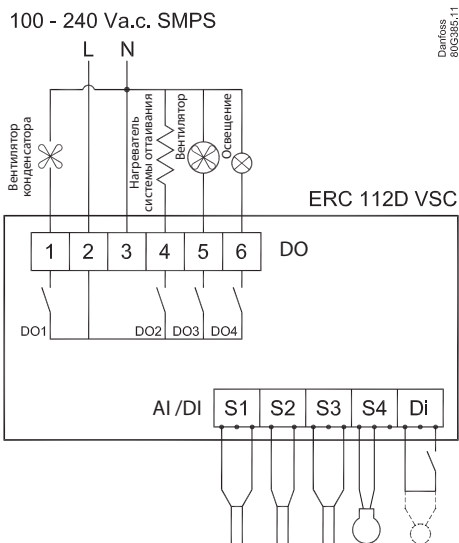 100 - 240 Va.c. SMPS
Danfoss
80G385.11
L N
Вентилятор
конденсатора
Нагреватель
системы оттаивания
Вентилятор
Освещение
ERC 112D VSC
1 2 3 4 5 6 DO
DO1 DO2 DO3 DO4
AI /DI S1 S2 S3 S4 Di